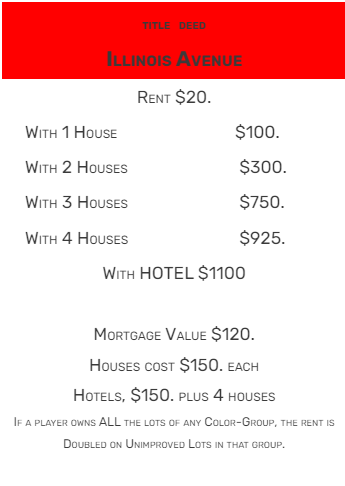 TITLE DEED
ILLINOIS AVENUE
RENT $20.
WITH 1 HOUSE $100.
WITH 2 HOUSES $300.
WITH 3 HOUSES $750.
WITH 4 HOUSES $925.
WITH HOTEL $1100
MORTGAGE VALUE $120.
HOUSES COST $150. EACH
HOTELS, $150. PLUS 4 HOUSES
IF A PLAYER OWNS ALL THE LOTS OF ANY COLOR-GROUP, THE RENT IS
DOUBLED ON UNIMPROVED LOTS IN THAT GROUP.